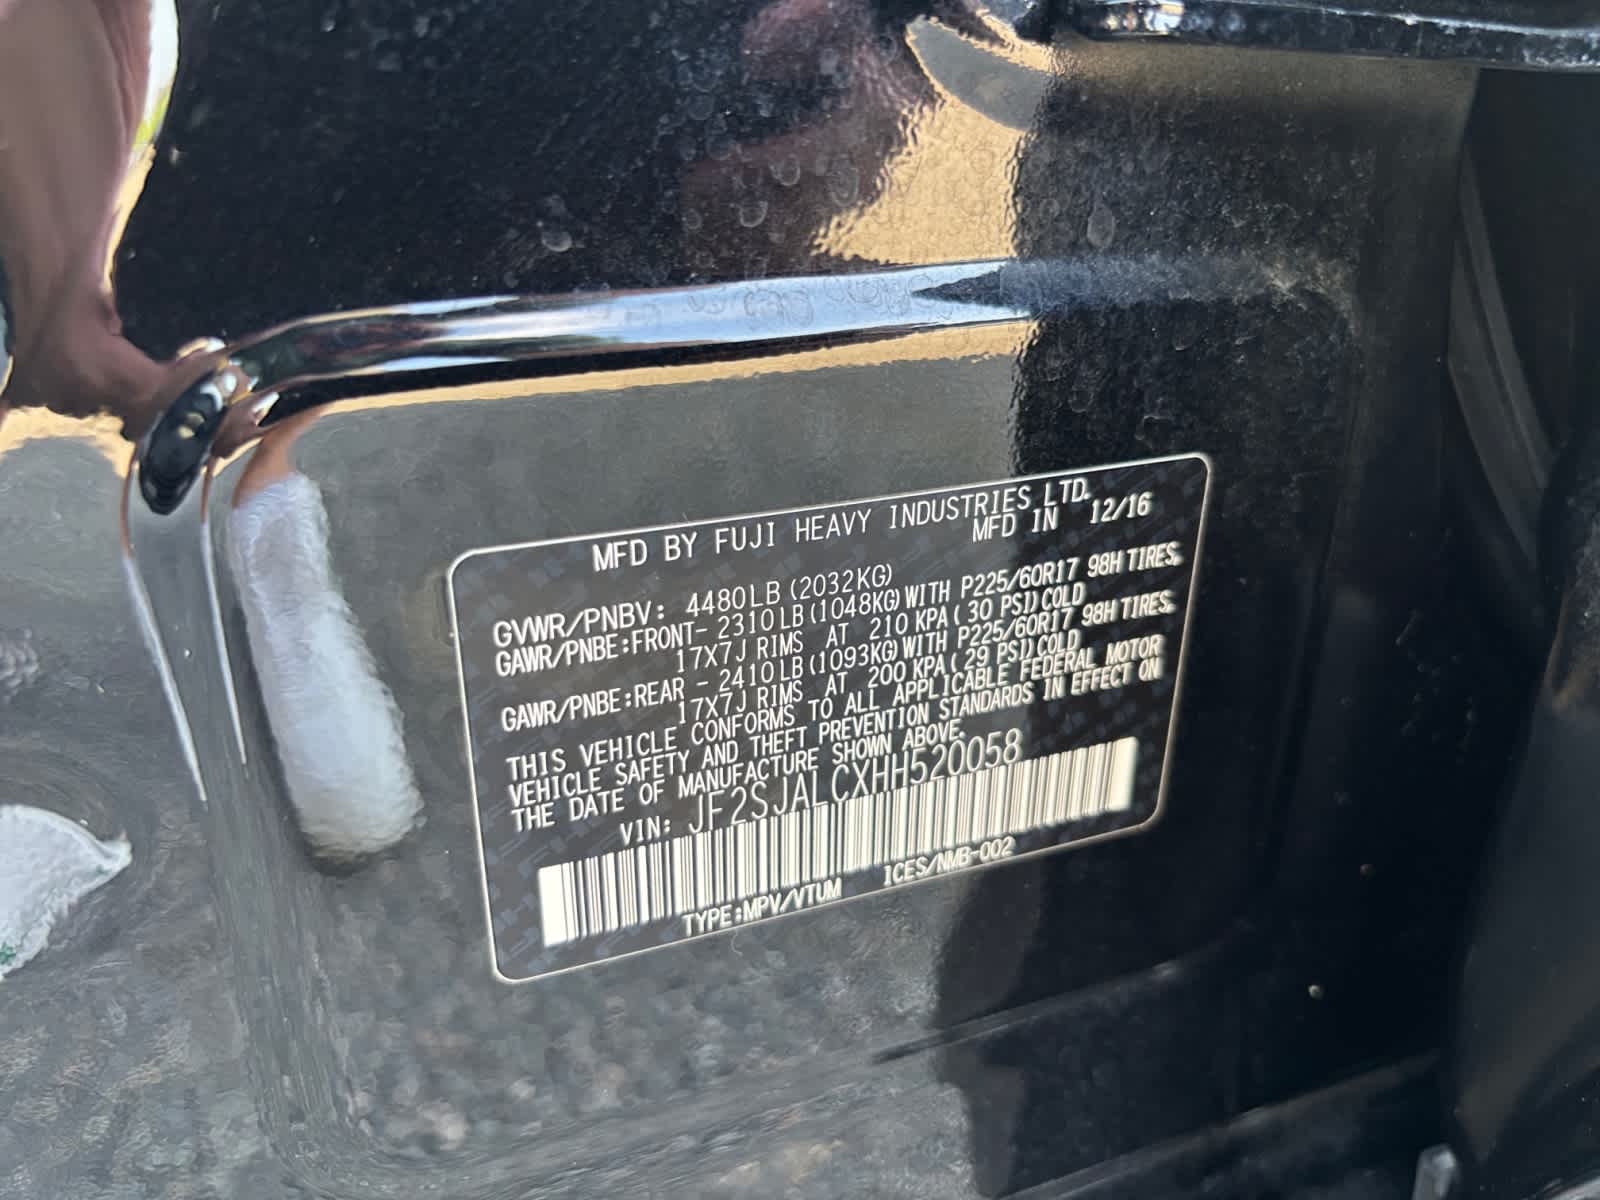 MFD BY FUJI HEAVY INDUSTRIES LTD.
MFD IN 12/16
GVWR/PNBV: 4480LB (2032KG)
GAWR/PNBE:FRONT- 2310LB (1048KG) WITH P225/60R17 98H TIRES.
17X7J RIMS AT 210 KPA ( 30 PSI) COLD
GAWR/PNBE:REAR - 2410LB (1093KG) WITH P225/60R17 98H TIRES.
17X7J RIMS AT 200 KPA ( 29 PSI) COLD
THIS VEHICLE CONFORMS TO ALL APPLICABLE FEDERAL MOTOR
VEHICLE SAFETY AND THEFT PREVENTION STANDARDS IN EFFECT ON
THE DATE OF MANUFACTURE SHOWN ABOVE.
VIN: JF2SJALCXHH520058
TYPE:MPV/VTUM ICES/NMB-002